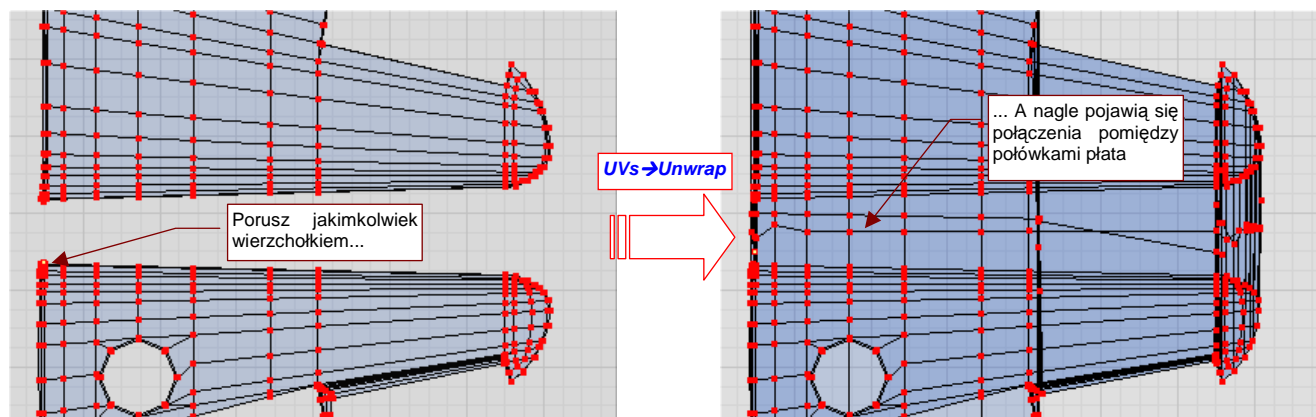 Porusz jakimkolwiek
wierzchołkiem...
UVs→Unwrap
... A nagle pojawią się
połączenia pomiędzy
połówkami płata